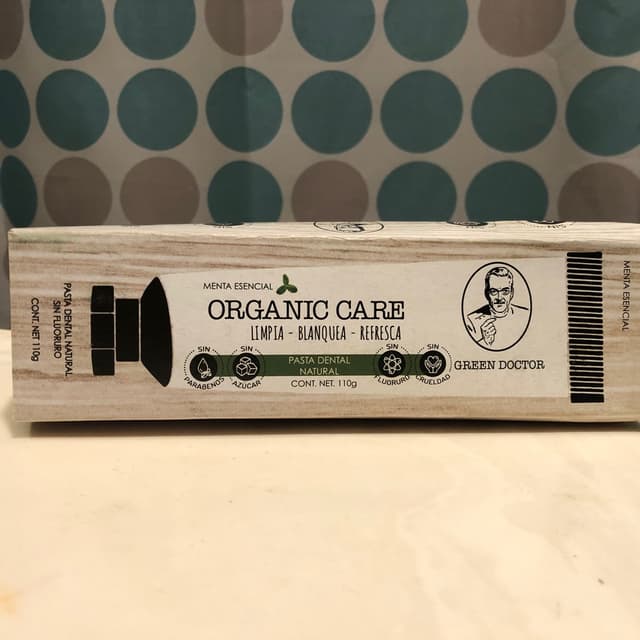 MENTA ESENCIAL
ORGANIC CARE
LIMPIA - BLANQUEA - REFRESCA
SIN
PARABENOS
SIN
AZÚCAR
PASTA DENTAL
NATURAL
CONT. NET 110g
SIN
FLUORURO
SIN
CRUELDAD
GREEN DOCTOR
PASTA DENTAL NATURAL
SIN FLUORURO
CONT. NET 110g
MENTA ESENCIAL